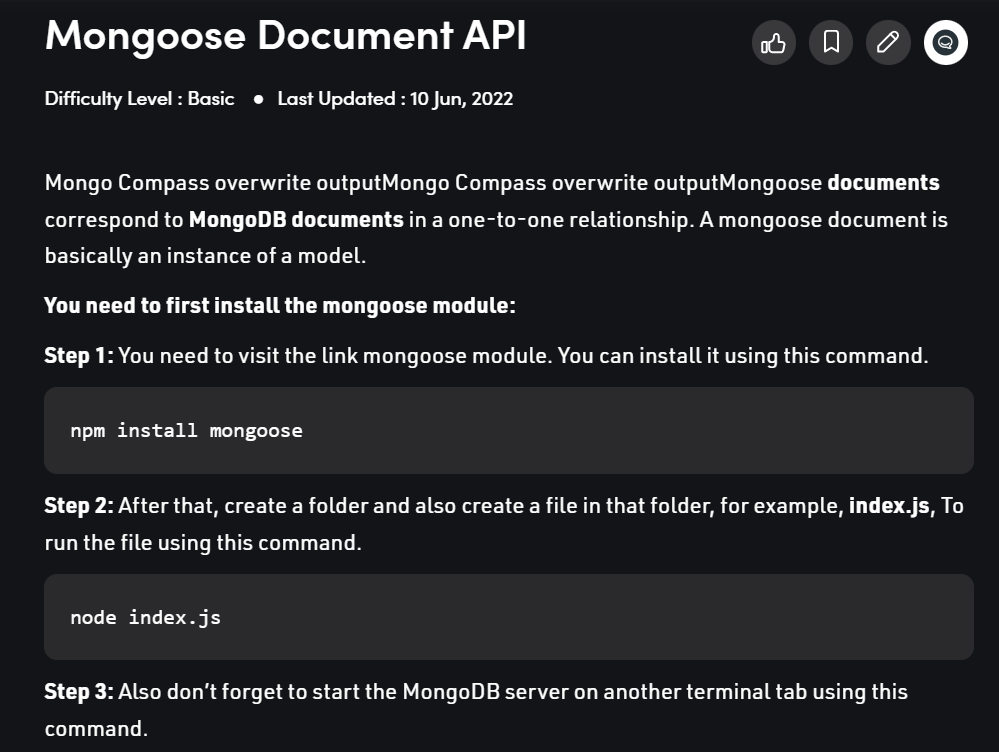 Mongoose Document API
Difficulty Level : Basic ● Last Updated : 10 Jun, 2022
Mongo Compass overwrite outputMongo Compass overwrite outputMongoose documents
correspond to MongoDB documents in a one-to-one relationship. A mongoose document is
basically an instance of a model.
You need to first install the mongoose module:
Step 1: You need to visit the link mongoose module. You can install it using this command.
npm install mongoose
Step 2: After that, create a folder and also create a file in that folder, for example, index.js, To
run the file using this command.
node index.js
Step 3: Also don’t forget to start the MongoDB server on another terminal tab using this
command.